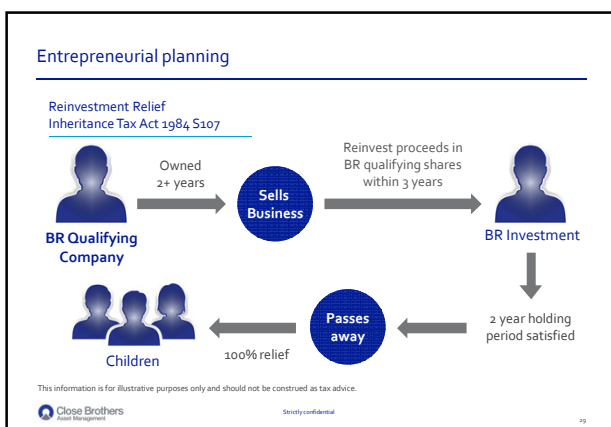 Entrepreneurial planning
Reinvestment Relief
Inheritance Tax Act 1984 S107
Owned
2+ years
Sells
Business
Reinvest proceeds in
BR qualifying shares
within 3 years
BR Qualifying
Company
BR Investment
2 year holding
period satisfied
Passes
away
100% relief
Children
This information is for illustrative purposes only and should not be construed as tax advice.
Close Brothers
Asset Management
Strictly confidential
29